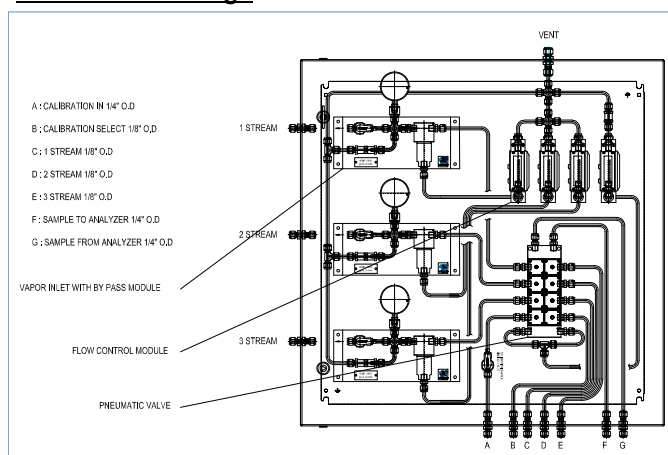 VENT
A : CALIBRATION IN 1/4" O.D
B ; CALIBRATION SELECT 1/8" O,D
C ; 1 STREAM 1/8" O,D
D ; 2 STREAM 1/8" O,D
E ; 3 STREAM 1/8" O.D
F ; SAMPLE TO ANALYZER 1/4" O.D
G ; SAMPLE FROM ANALYZER 1/4" O,D
1 STREAM
2 STREAM
3 STREAM
VAPOR INLET WITH BY PASS MODULE
FLOW CONTROL MODULE
PNEUMATIC VALVE
A B C D E F G